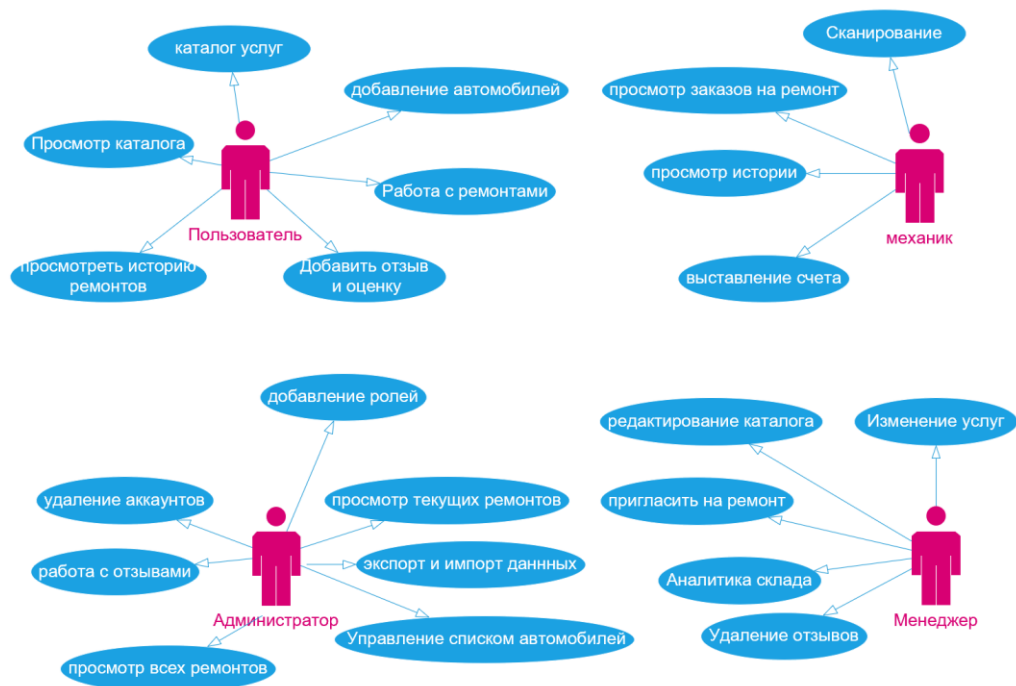 каталог услуг
добавление автомобилей
Просмотр каталога
Работа с ремонтами
Пользователь
просмотреть историю
ремонтов
Добавить отзыв
и оценку
Сканирование
просмотр заказов на ремонт
просмотр истории
механик
выставление счета
добавление ролей
удаление аккаунтов
просмотр текущих ремонтов
работа с отзывами
экспорт и импорт даннных
Администратор
Управление списком автомобилей
просмотр всех ремонтов
редактирование каталога
Изменение услуг
пригласить на ремонт
Аналитика склада
Менеджер
Удаление отзывов